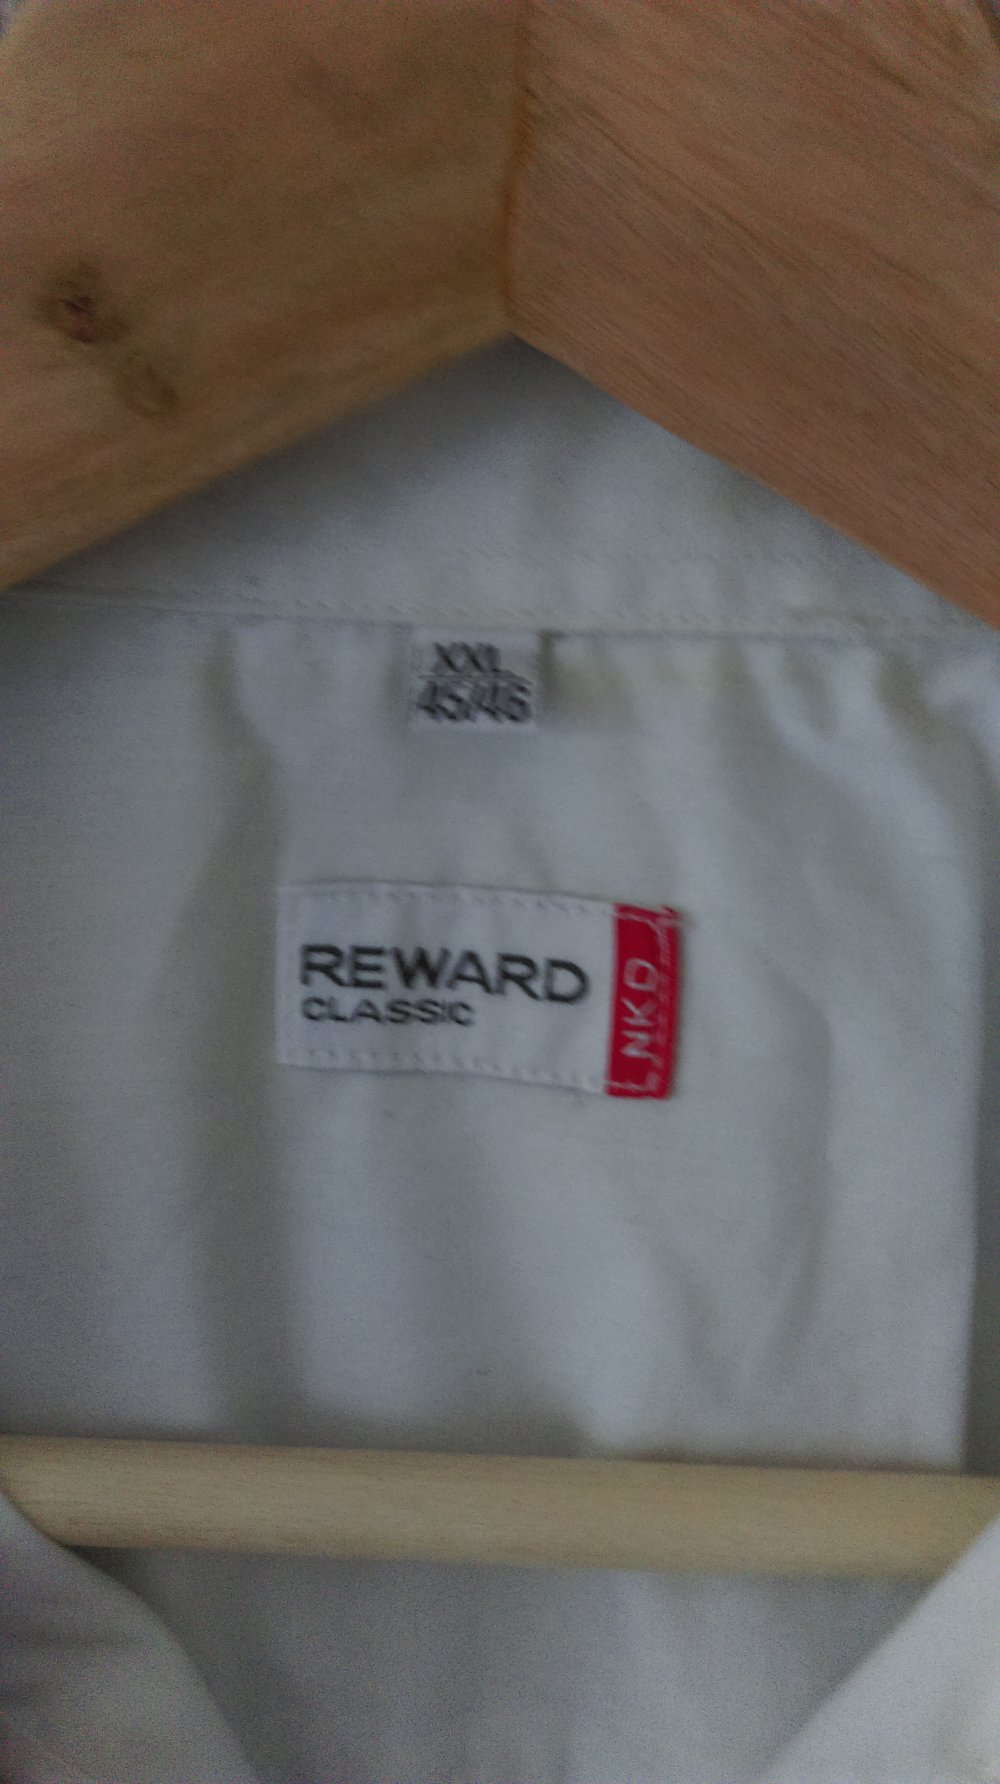 XXL
45/46
REWARD
CLASSIC
NKD